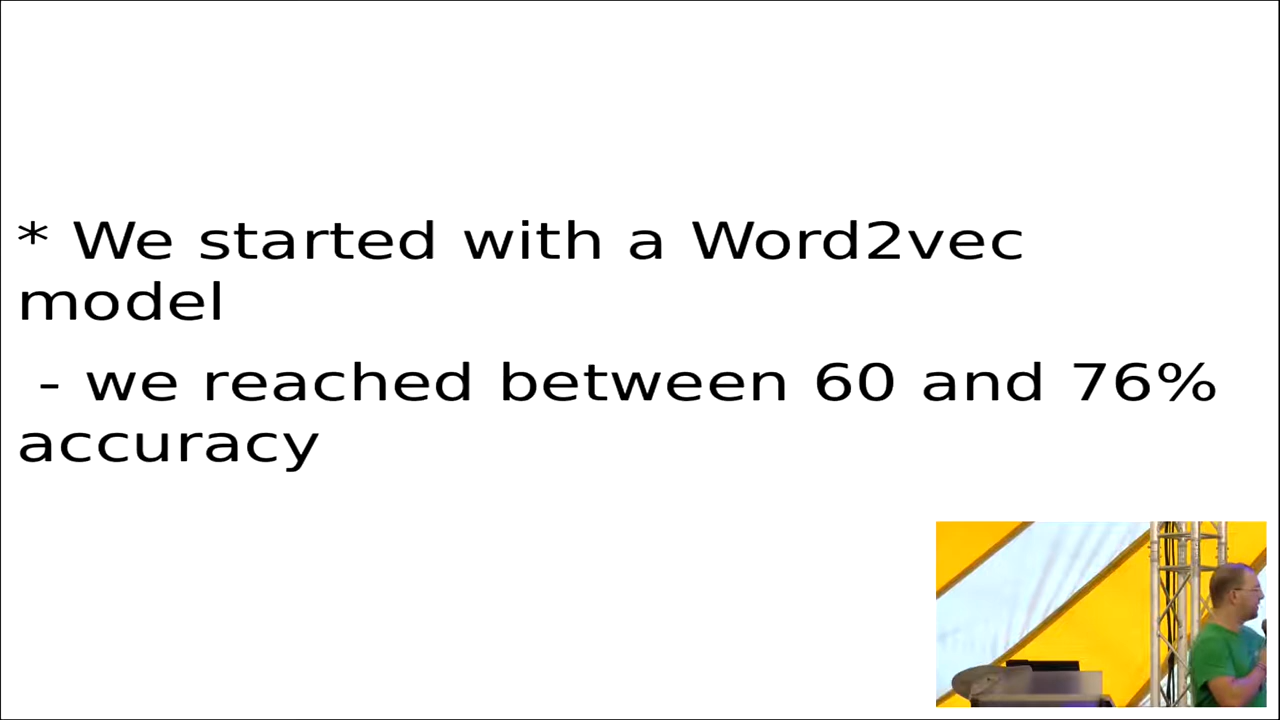 * We started with a Word2vec
model
- we reached between 60 and 76%
accuracy